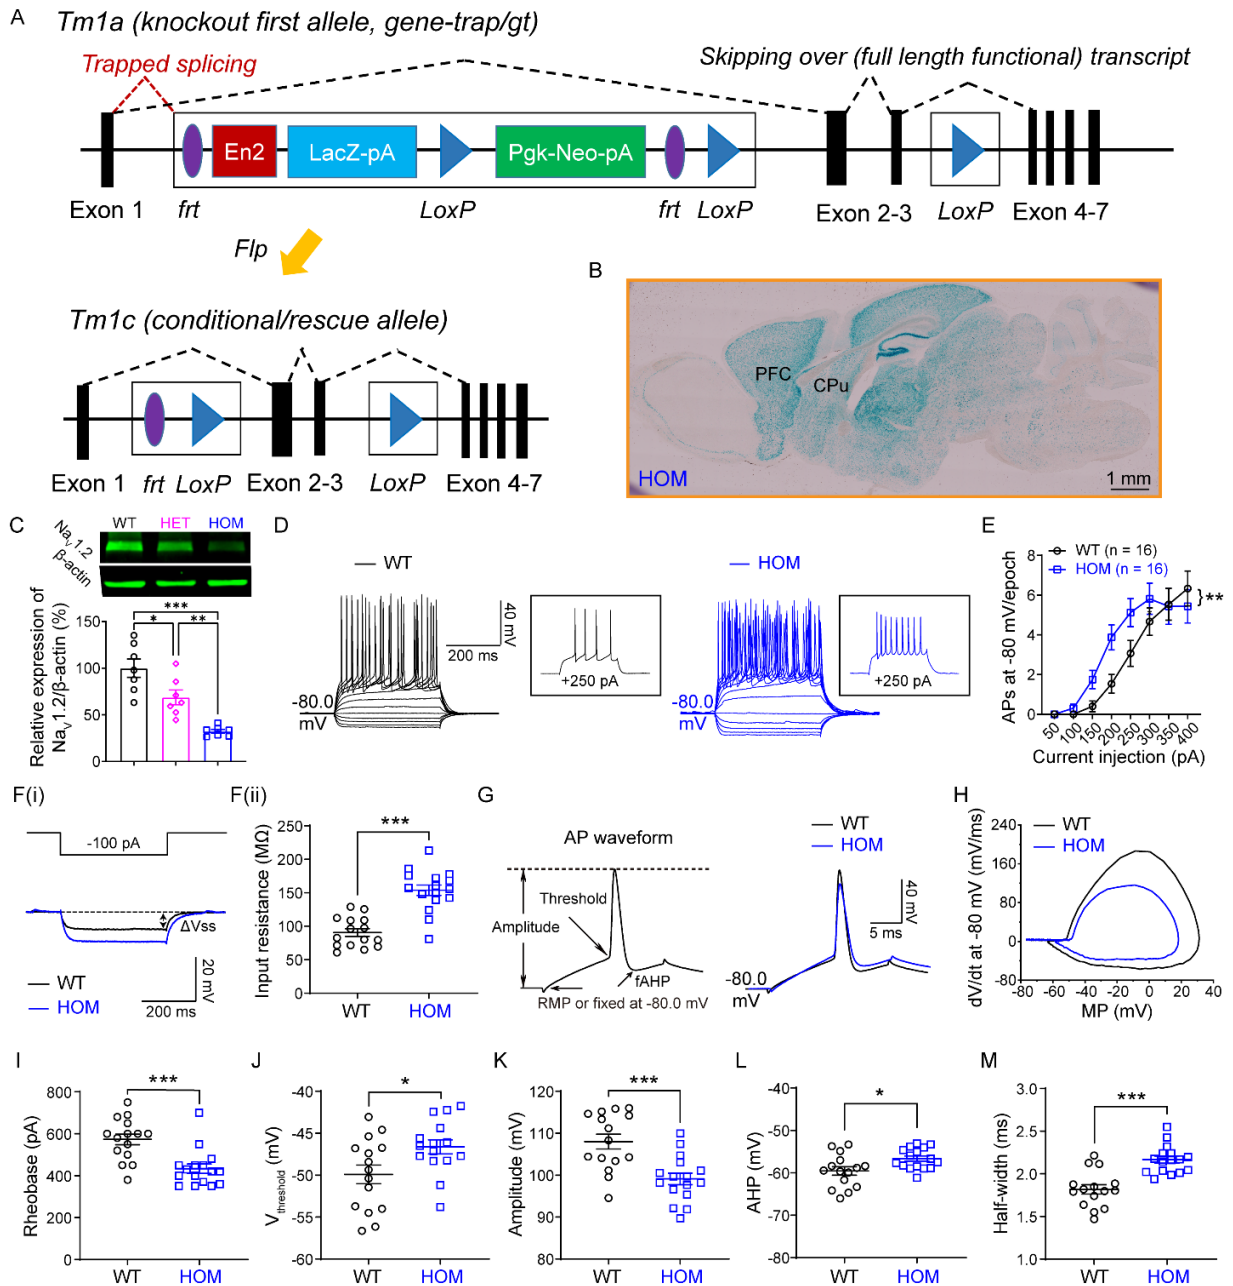 A
Tm1a (knockout first allele, gene-trap/gt)
Trapped splicing
Skipping over (full length functional) transcript
En2
LacZ-pA
Pgk-Neo-pA
Exon 1
frt
LoxP
frt
LoxP
Exon 2-3
LoxP
Exon 4-7
Flp
Tm1c (conditional/rescue allele)
Exon 1
frt
LoxP
Exon 2-3
LoxP
Exon 4-7
B
PFC
CPu
HOM
1 mm
C
WT
HET
HOM
NaV1.2
β-actin
***
*
**
Relative expression of
NaV1.2/β-actin (%)
150
100
50
0
D
WT
40 mV
200 ms
-80.0
mV
+250 pA
HOM
-80.0
mV
+250 pA
E
WT (n = 16)
HOM (n = 16)
**
APs at -80 mV/epoch
8
6
4
2
0
50
100
150
200
250
300
350
400
Current injection (pA)
F(i)
-100 pA
ΔVss
WT
HOM
20 mV
200 ms
F(ii)
***
Input resistance (MΩ)
250
200
150
100
50
0
WT
HOM
G
AP waveform
Threshold
Amplitude
fAHP
RMP or fixed at -80.0 mV
WT
HOM
40 mV
5 ms
-80.0
mV
H
WT
HOM
dV/dt at -80 mV (mV/ms)
240
160
80
0
-80
-80
-60
-40
-20
0
20
40
MP (mV)
I
***
Rheobase (pA)
800
600
400
200
0
WT
HOM
J
*
Vthreshold (mV)
-40
-45
-50
-55
-60
WT
HOM
K
***
Amplitude (mV)
120
110
100
90
80
WT
HOM
L
*
AHP (mV)
-40
-50
-60
-70
-80
WT
HOM
M
***
Half-width (ms)
3.0
2.5
2.0
1.5
1.0
WT
HOM